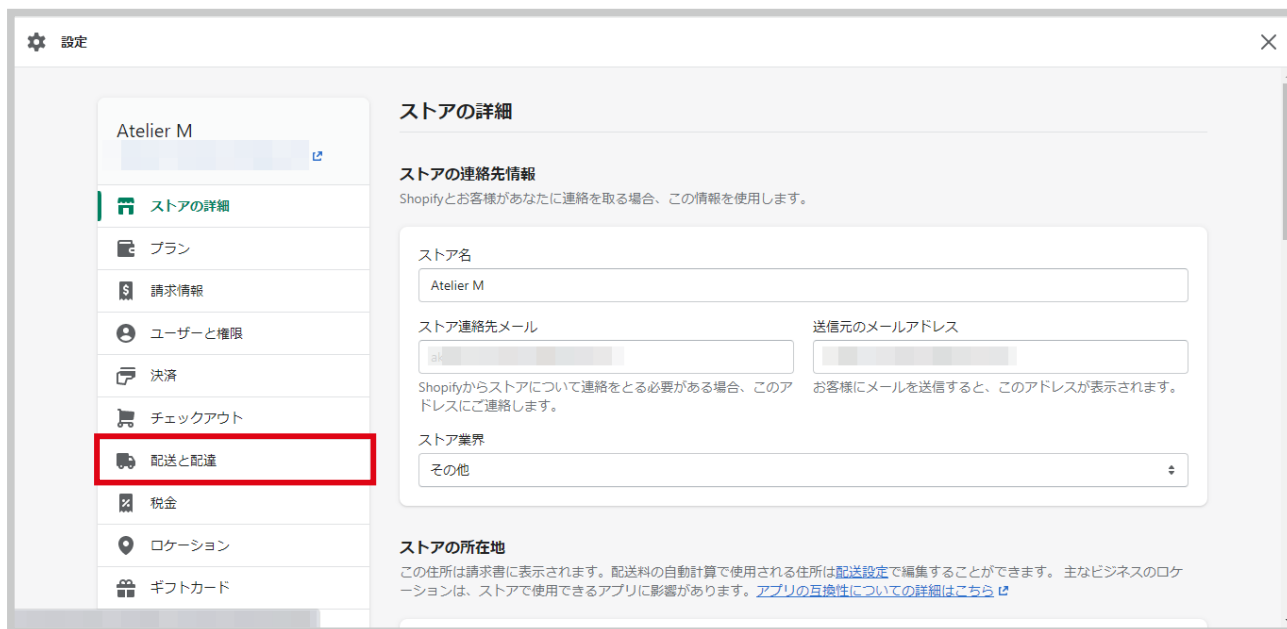 設定
Atelier M
ストアの詳細
プラン
請求情報
ユーザーと権限
決済
チェックアウト
配送と配達
税金
ロケーション
ギフトカード
ストアの詳細
ストアの連絡先情報
Shopifyとお客様があなたに連絡を取る場合、この情報を使用します。
ストア名
Atelier M
ストア連絡先メール
Shopifyからストアについて連絡をとる必要がある場合、このア
ドレスにご連絡します。
送信元のメールアドレス
お客様にメールを送信すると、このアドレスが表示されます。
ストア業界
その他
ストアの所在地
この住所は請求書に表示されます。配送料の自動計算で使用される住所は配送設定で編集することができます。 主なビジネスのロケ
ーションは、ストアで使用できるアプリに影響があります。アプリの互換性についての詳細はこちら